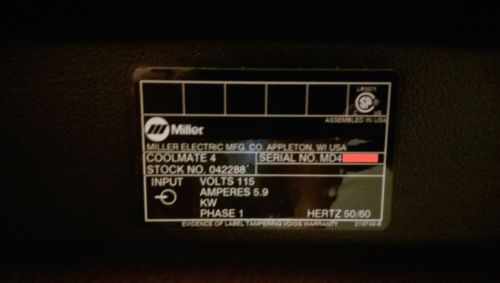 Miller
ASSEMBLED IN USA
MILLER ELECTRIC MFG. CO. APPLETON, WI USA
COOLMATE 4
SERIAL NO. MD4
STOCK NO. 042288
INPUT
VOLTS 115
AMPERES 5.9
KW
PHASE 1
HERTZ 50/60
EVIDENCE OF LABEL TAMPERING VOIDS WARRANTY